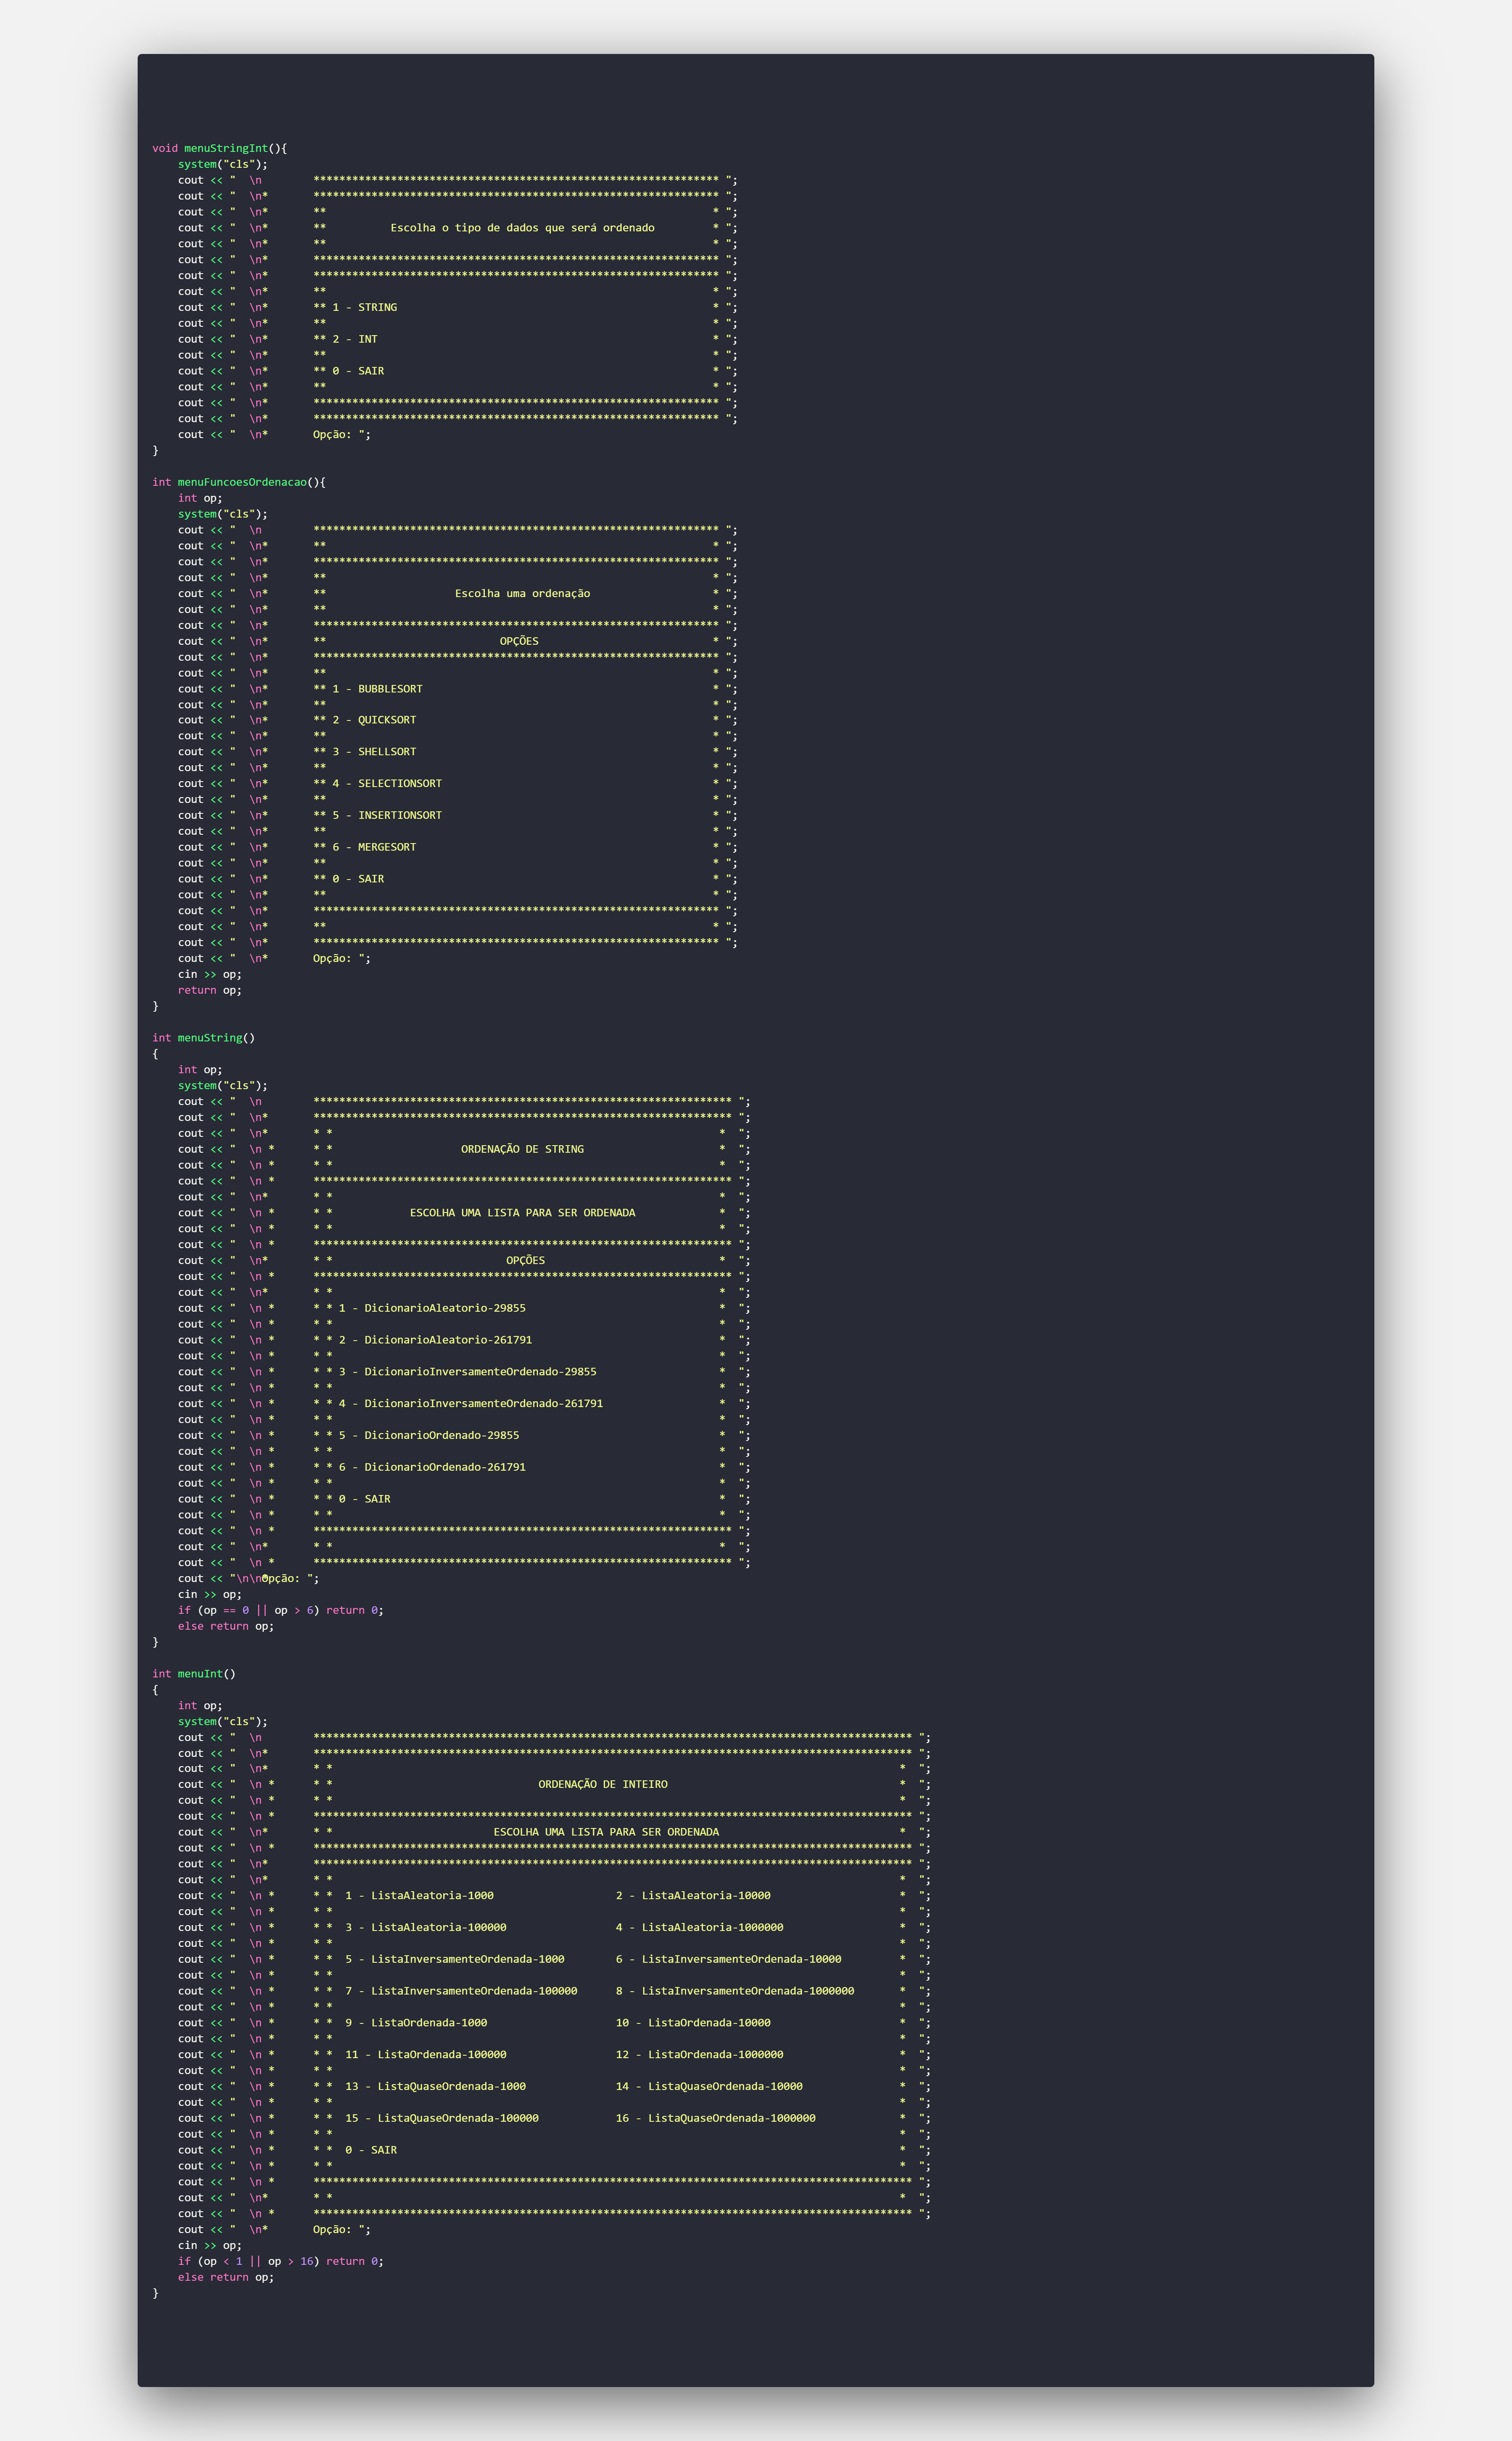 void menuStringInt(){
    system("cls");
    cout << "  \n        *************************************************************** ";
    cout << "  \n*       *************************************************************** ";
    cout << "  \n*       **                                                            * ";
    cout << "  \n*       **          Escolha o tipo de dados que será ordenado         * ";
    cout << "  \n*       **                                                            * ";
    cout << "  \n*       *************************************************************** ";
    cout << "  \n*       *************************************************************** ";
    cout << "  \n*       **                                                            * ";
    cout << "  \n*       ** 1 - STRING                                                 * ";
    cout << "  \n*       **                                                            * ";
    cout << "  \n*       ** 2 - INT                                                    * ";
    cout << "  \n*       **                                                            * ";
    cout << "  \n*       ** 0 - SAIR                                                   * ";
    cout << "  \n*       **                                                            * ";
    cout << "  \n*       *************************************************************** ";
    cout << "  \n*       *************************************************************** ";
    cout << "  \n*       Opção: ";
}
int menuFuncoesOrdenacao(){
    int op;
    system("cls");
    cout << "  \n        *************************************************************** ";
    cout << "  \n*       **                                                            * ";
    cout << "  \n*       *************************************************************** ";
    cout << "  \n*       **                                                            * ";
    cout << "  \n*       **                    Escolha uma ordenação                   * ";
    cout << "  \n*       **                                                            * ";
    cout << "  \n*       *************************************************************** ";
    cout << "  \n*       **                           OPÇÕES                           * ";
    cout << "  \n*       *************************************************************** ";
    cout << "  \n*       **                                                            * ";
    cout << "  \n*       ** 1 - BUBBLESORT                                             * ";
    cout << "  \n*       **                                                            * ";
    cout << "  \n*       ** 2 - QUICKSORT                                              * ";
    cout << "  \n*       **                                                            * ";
    cout << "  \n*       ** 3 - SHELLSORT                                              * ";
    cout << "  \n*       **                                                            * ";
    cout << "  \n*       ** 4 - SELECTIONSORT                                          * ";
    cout << "  \n*       **                                                            * ";
    cout << "  \n*       ** 5 - INSERTIONSORT                                          * ";
    cout << "  \n*       **                                                            * ";
    cout << "  \n*       ** 6 - MERGESORT                                              * ";
    cout << "  \n*       **                                                            * ";
    cout << "  \n*       ** 0 - SAIR                                                   * ";
    cout << "  \n*       **                                                            * ";
    cout << "  \n*       *************************************************************** ";
    cout << "  \n*       **                                                            * ";
    cout << "  \n*       *************************************************************** ";
    cout << "  \n*       Opção: ";
    cin >> op;
    return op;
}
int menuString()
{
    int op;
    system("cls");
    cout << "  \n        ***************************************************************** ";
    cout << "  \n*       ***************************************************************** ";
    cout << "  \n*       * *                                                            *  ";
    cout << "  \n *      * *                    ORDENAÇÃO DE STRING                     *  ";
    cout << "  \n *      * *                                                            *  ";
    cout << "  \n *      ***************************************************************** ";
    cout << "  \n*       * *                                                            *  ";
    cout << "  \n *      * *            ESCOLHA UMA LISTA PARA SER ORDENADA             *  ";
    cout << "  \n *      * *                                                            *  ";
    cout << "  \n *      ***************************************************************** ";
    cout << "  \n*       * *                           OPÇÕES                           *  ";
    cout << "  \n *      ***************************************************************** ";
    cout << "  \n*       * *                                                            *  ";
    cout << "  \n *      * * 1 - DicionarioAleatorio-29855                              *  ";
    cout << "  \n *      * *                                                            *  ";
    cout << "  \n *      * * 2 - DicionarioAleatorio-261791                             *  ";
    cout << "  \n *      * *                                                            *  ";
    cout << "  \n *      * * 3 - DicionarioInversamenteOrdenado-29855                   *  ";
    cout << "  \n *      * *                                                            *  ";
    cout << "  \n *      * * 4 - DicionarioInversamenteOrdenado-261791                  *  ";
    cout << "  \n *      * *                                                            *  ";
    cout << "  \n *      * * 5 - DicionarioOrdenado-29855                               *  ";
    cout << "  \n *      * *                                                            *  ";
    cout << "  \n *      * * 6 - DicionarioOrdenado-261791                              *  ";
    cout << "  \n *      * *                                                            *  ";
    cout << "  \n *      * * 0 - SAIR                                                   *  ";
    cout << "  \n *      * *                                                            *  ";
    cout << "  \n *      ***************************************************************** ";
    cout << "  \n*       * *                                                            *  ";
    cout << "  \n *      ***************************************************************** ";
    cout << "\n\n*Opção: ";
    cin >> op;
    if (op == 0 || op > 6) return 0;
    else return op;
}
int menuInt()
{
    int op;
    system("cls");
    cout << "  \n        ********************************************************************************************* ";
    cout << "  \n*       ********************************************************************************************* ";
    cout << "  \n*       * *                                                                                        *  ";
    cout << "  \n *      * *                                ORDENAÇÃO DE INTEIRO                                    *  ";
    cout << "  \n *      * *                                                                                        *  ";
    cout << "  \n *      ********************************************************************************************* ";
    cout << "  \n*       * *                         ESCOLHA UMA LISTA PARA SER ORDENADA                            *  ";
    cout << "  \n *      ********************************************************************************************* ";
    cout << "  \n*       ********************************************************************************************* ";
    cout << "  \n*       * *                                                                                        *  ";
    cout << "  \n *      * *  1 - ListaAleatoria-1000                   2 - ListaAleatoria-10000                    *  ";
    cout << "  \n *      * *                                                                                        *  ";
    cout << "  \n *      * *  3 - ListaAleatoria-100000                 4 - ListaAleatoria-1000000                  *  ";
    cout << "  \n *      * *                                                                                        *  ";
    cout << "  \n *      * *  5 - ListaInversamenteOrdenada-1000        6 - ListaInversamenteOrdenada-10000         *  ";
    cout << "  \n *      * *                                                                                        *  ";
    cout << "  \n *      * *  7 - ListaInversamenteOrdenada-100000      8 - ListaInversamenteOrdenada-1000000       *  ";
    cout << "  \n *      * *                                                                                        *  ";
    cout << "  \n *      * *  9 - ListaOrdenada-1000                    10 - ListaOrdenada-10000                    *  ";
    cout << "  \n *      * *                                                                                        *  ";
    cout << "  \n *      * *  11 - ListaOrdenada-100000                 12 - ListaOrdenada-1000000                  *  ";
    cout << "  \n *      * *                                                                                        *  ";
    cout << "  \n *      * *  13 - ListaQuaseOrdenada-1000              14 - ListaQuaseOrdenada-10000               *  ";
    cout << "  \n *      * *                                                                                        *  ";
    cout << "  \n *      * *  15 - ListaQuaseOrdenada-100000            16 - ListaQuaseOrdenada-1000000             *  ";
    cout << "  \n *      * *                                                                                        *  ";
    cout << "  \n *      * *  0 - SAIR                                                                              *  ";
    cout << "  \n *      * *                                                                                        *  ";
    cout << "  \n *      ********************************************************************************************* ";
    cout << "  \n*       * *                                                                                        *  ";
    cout << "  \n *      ********************************************************************************************* ";
    cout << "  \n*       Opção: ";
    cin >> op;
    if (op < 1 || op > 16) return 0;
    else return op;
}